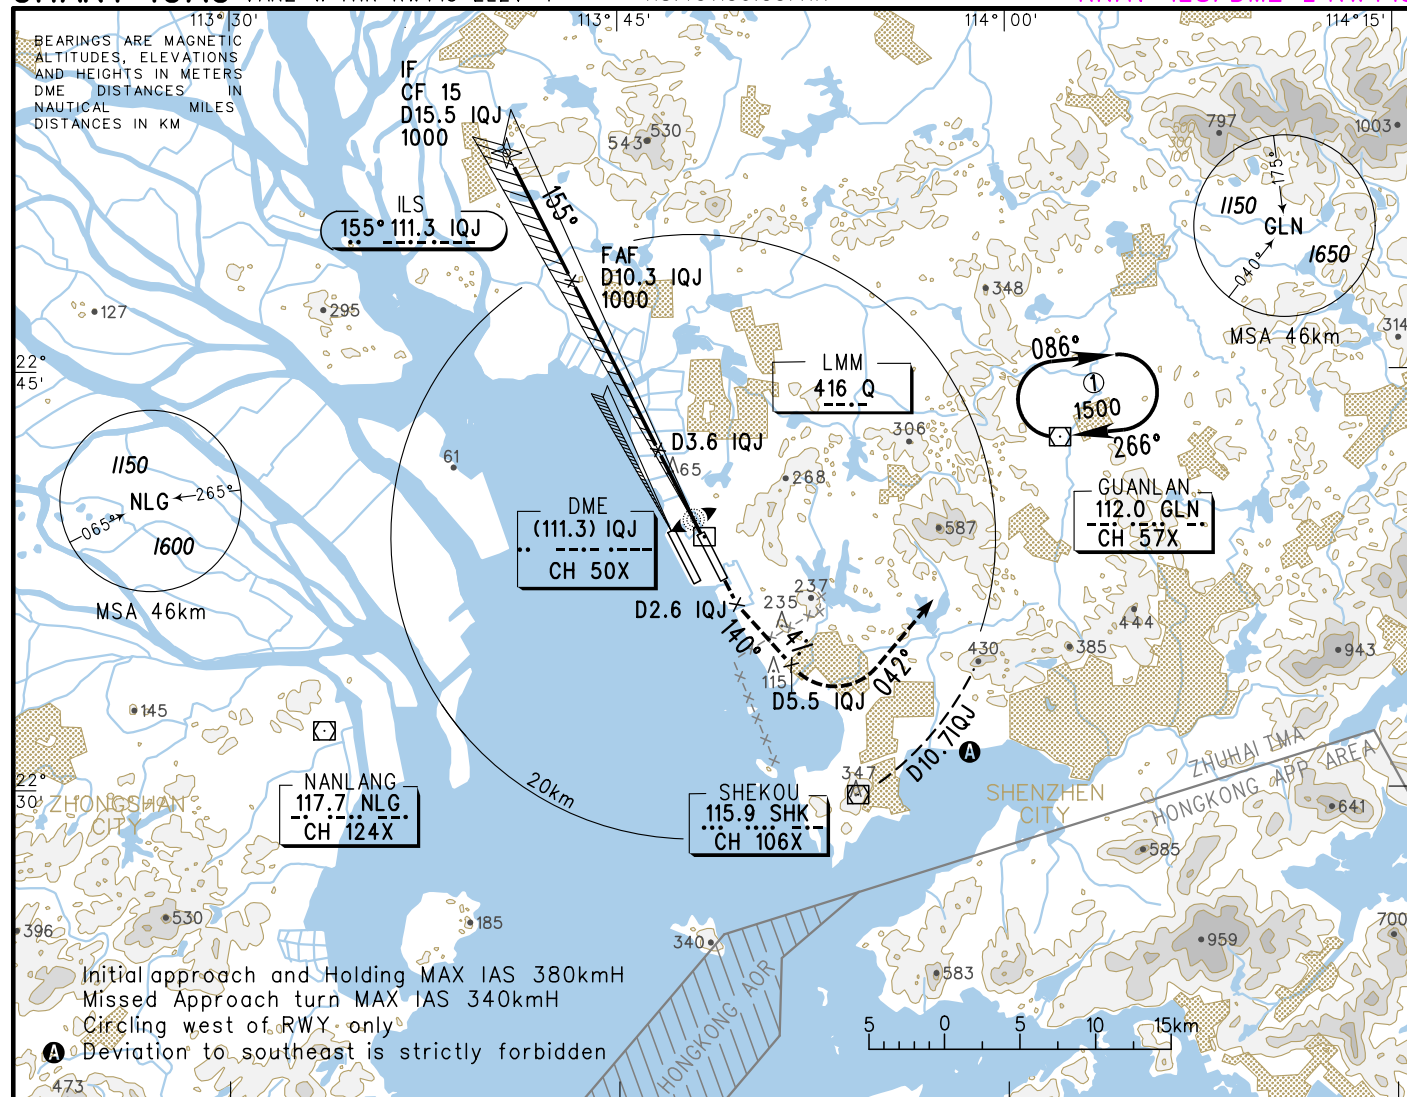 113°30'
113°45'
114°00'
114°15'
BEARINGS ARE MAGNETIC
ALTITUDES, ELEVATIONS
AND HEIGHTS IN METERS
DME DISTANCES IN
NAUTICAL MILES
DISTANCES IN KM
IF
CF 15
D15.5 IQJ
1000
543
530
797
1003
500
300
100
175°
1150
GLN
040°
1650
MSA 46km
ILS
155° 111.3 IQJ
155°
FAF
D10.3 IQJ
1000
127
295
348
314
22°
45'
LMM
416 Q
086°
1
1500
266°
306
D3.6 IQJ
65
268
61
1150
NLG
265°
065°
1600
MSA 46km
DME
(111.3) IQJ
CH 50X
587
GUANLAN
112.0 GLN
CH 57X
D2.6 IQJ
140°
235
237
4.1
115
D5.5 IQJ
042°
430
385
444
943
145
D10.7IQJ
A
NANLANG
117.7 NLG
CH 124X
20km
SHEKOU
115.9 SHK
CH 106X
347
ZHUHAI TMA
HONGKONG APP AREA
SHENZHEN
CITY
22°
30'
ZHONGSHAN
CITY
641
585
530
396
185
340
959
583
700
HONGKONG AOR
Initial approach and Holding MAX IAS 380kmH
Missed Approach turn MAX IAS 340kmH
Circling west of RWY only
A Deviation to southeast is strictly forbidden
5 0 5 10 15km
473